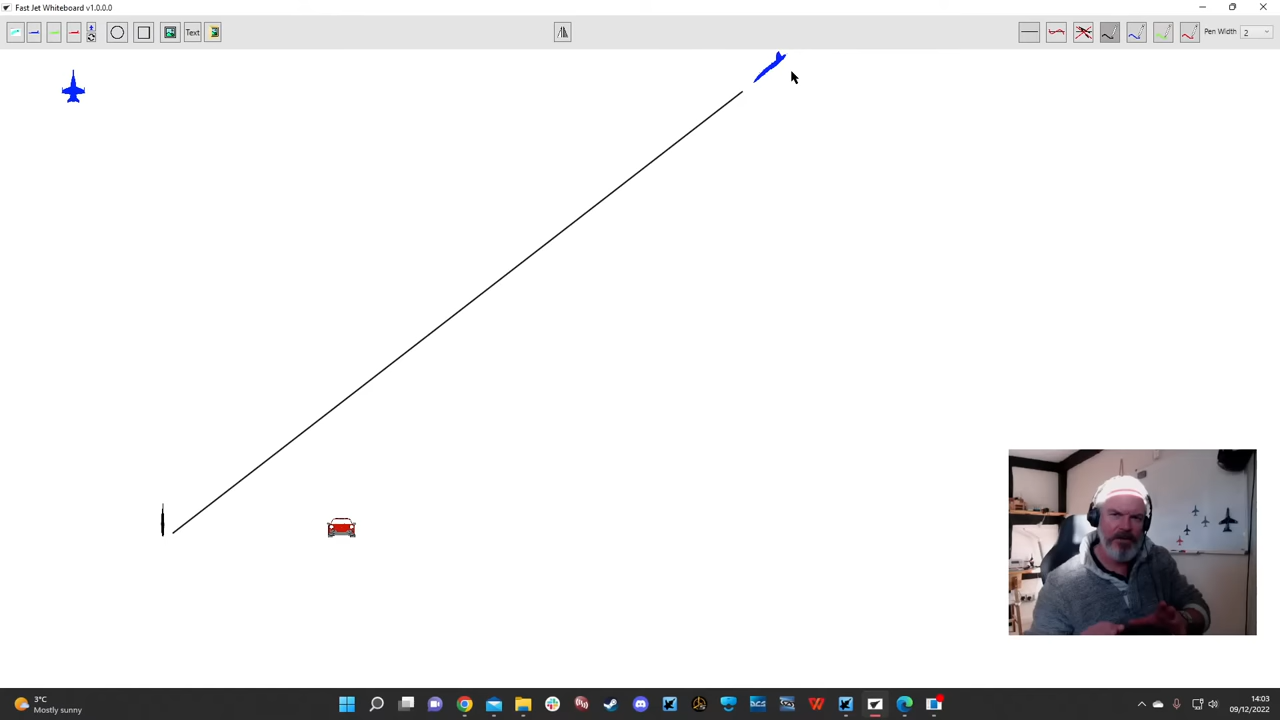 Fast Jet Whiteboard v1.0.0.0
Text
Pen Width 2
3°C
Mostly sunny
14:03
09/12/2022